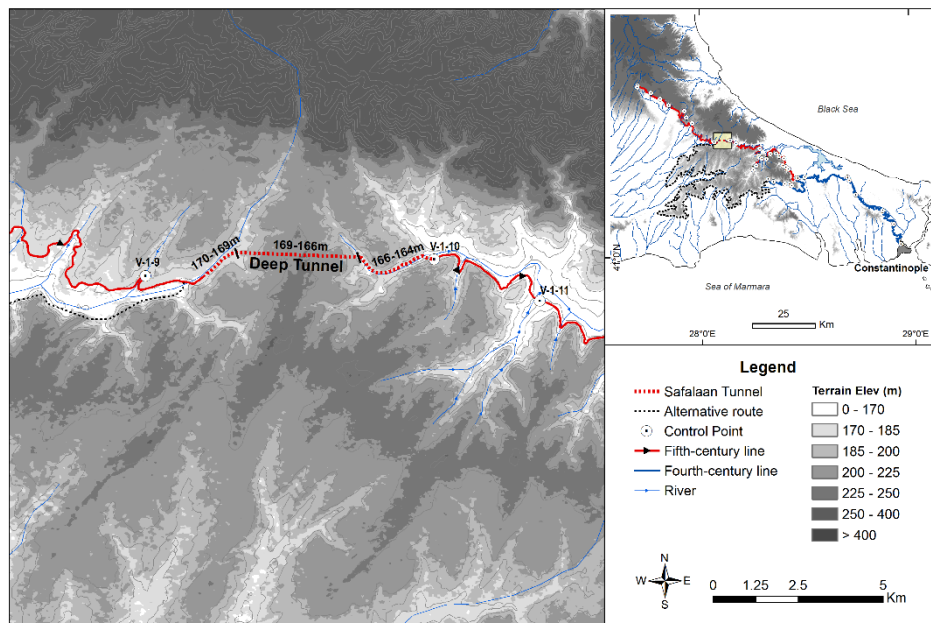 170-169m
169-166m
Deep Tunnel
166-164m
V-1-9
V-1-10
V-1-11
Black Sea
Constantinople
Sea of Marmara
25
Km
28°0'E
29°0'E
Legend
Safalaan Tunnel
Alternative route
Control Point
Fifth-century line
Fourth-century line
River
Terrain Elev (m)
0 - 170
170 - 185
185 - 200
200 - 225
225 - 250
250 - 400
> 400
N
W E
S
0 1.25 2.5 5
Km